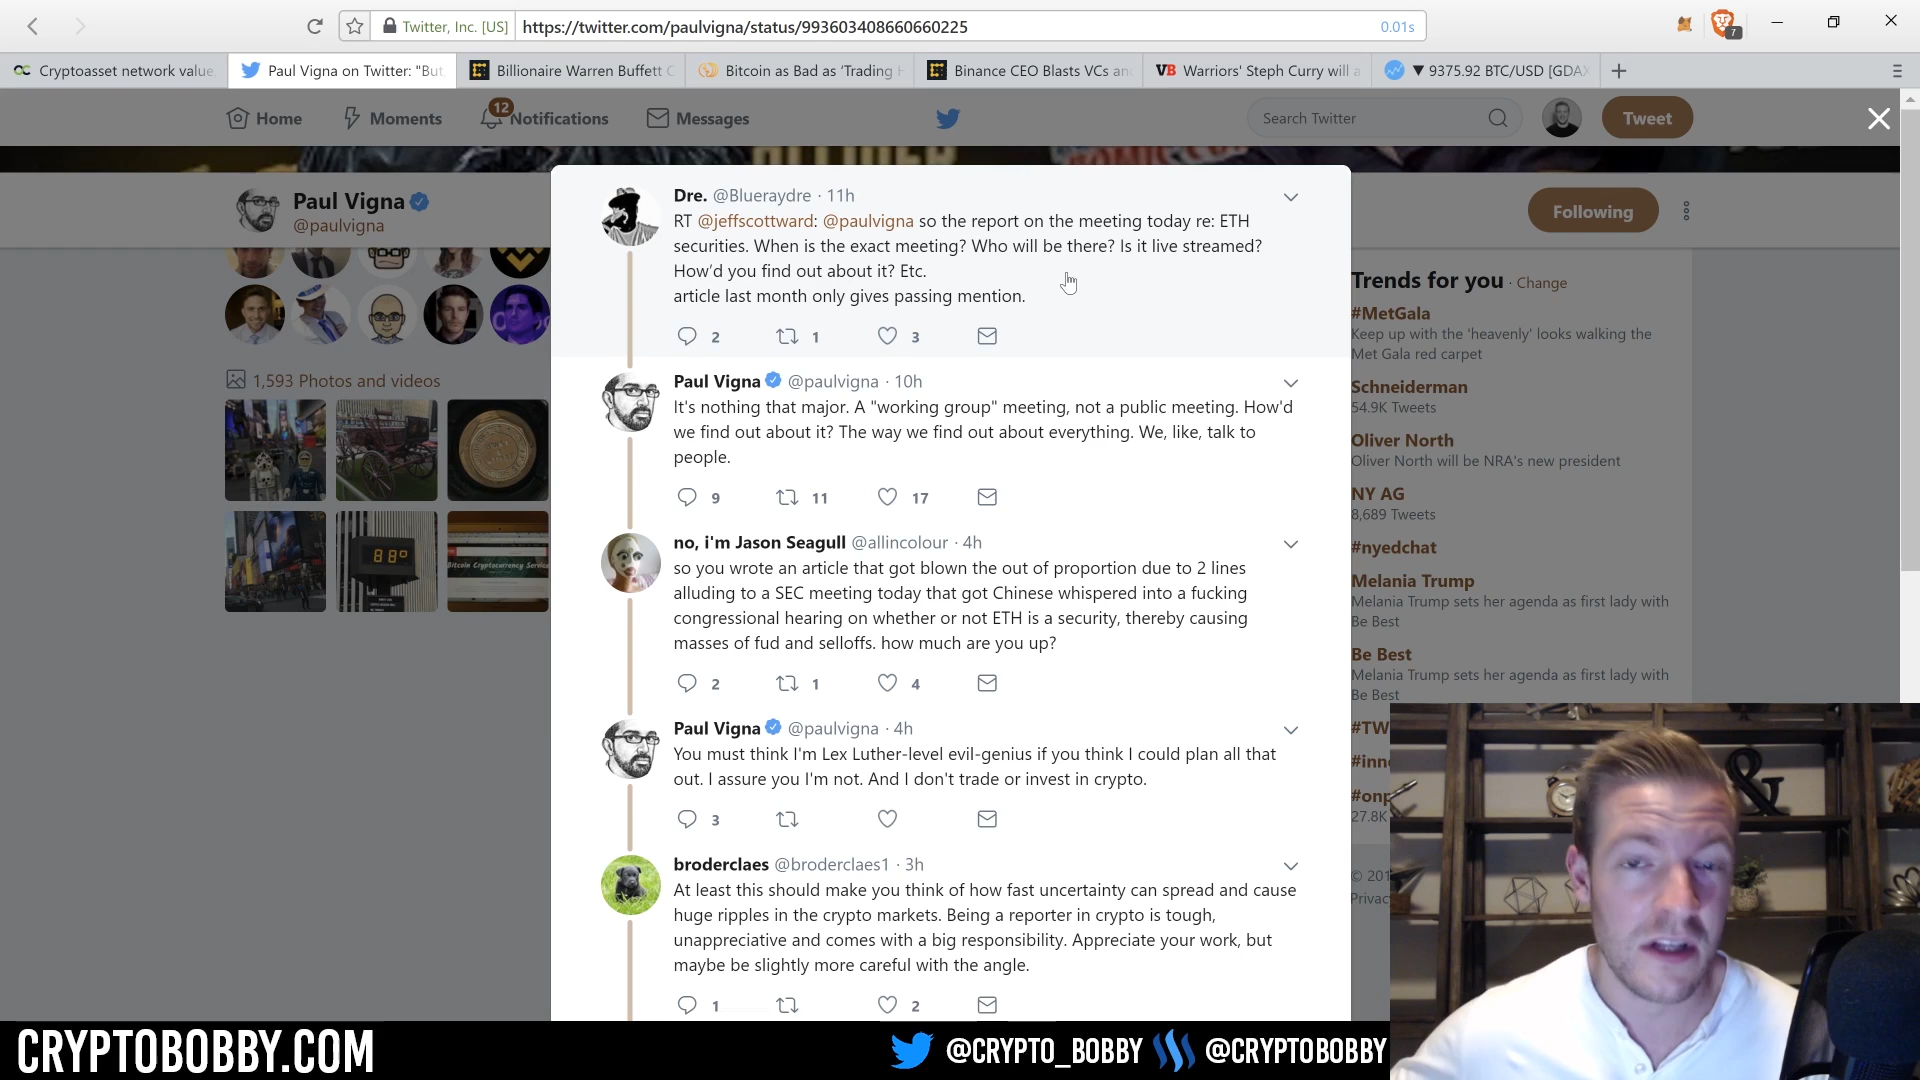 Twitter, Inc. [US]
https://twitter.com/paulvigna/status/993603408660660225
0.01s
7
Cryptoasset network value,
Paul Vigna on Twitter: "But
Billionaire Warren Buffett C
Bitcoin as Bad as 'Trading
Binance CEO Blasts VCs an
VB
Warriors' Steph Curry will a
▼ 9375.92 BTC/USD [GDAX
Home
Moments
12
Notifications
Messages
Search Twitter
Tweet
Paul Vigna
@paulvigna
Following
1,593 Photos and videos
88°
Bitcoin Cryptocurrency Service
Dre. @Blueraydre · 11h
RT @jeffscottward: @paulvigna so the report on the meeting today re: ETH
securities. When is the exact meeting? Who will be there? Is it live streamed?
How'd you find out about it? Etc.
article last month only gives passing mention.
2 1 3
Paul Vigna @paulvigna · 10h
It's nothing that major. A "working group" meeting, not a public meeting. How'd
we find out about it? The way we find out about everything. We, like, talk to
people.
9 11 17
no, i'm Jason Seagull @allincolour · 4h
so you wrote an article that got blown the out of proportion due to 2 lines
alluding to a SEC meeting today that got Chinese whispered into a fucking
congressional hearing on whether or not ETH is a security, thereby causing
masses of fud and selloffs. how much are you up?
2 1 4
Paul Vigna @paulvigna · 4h
You must think I'm Lex Luther-level evil-genius if you think I could plan all that
out. I assure you I'm not. And I don't trade or invest in crypto.
3
broderclaes @broderclaes1 · 3h
At least this should make you think of how fast uncertainty can spread and cause
huge ripples in the crypto markets. Being a reporter in crypto is tough,
unappreciative and comes with a big responsibility. Appreciate your work, but
maybe be slightly more careful with the angle.
1 2
Trends for you · Change
#MetGala
Keep up with the 'heavenly' looks walking the
Met Gala red carpet
Schneiderman
54.9K Tweets
Oliver North
Oliver North will be NRA's new president
NY AG
8,689 Tweets
#nyedchat
Melania Trump
Melania Trump sets her agenda as first lady with
Be Best
Be Best
Melania Trump sets her agenda as first lady with
Be Best
#TW
#inn
#onp
27.8K
© 201
Privac
&
CRYPTOBOBBY.COM
@CRYPTO_BOBBY
@CRYPTOBOBBY